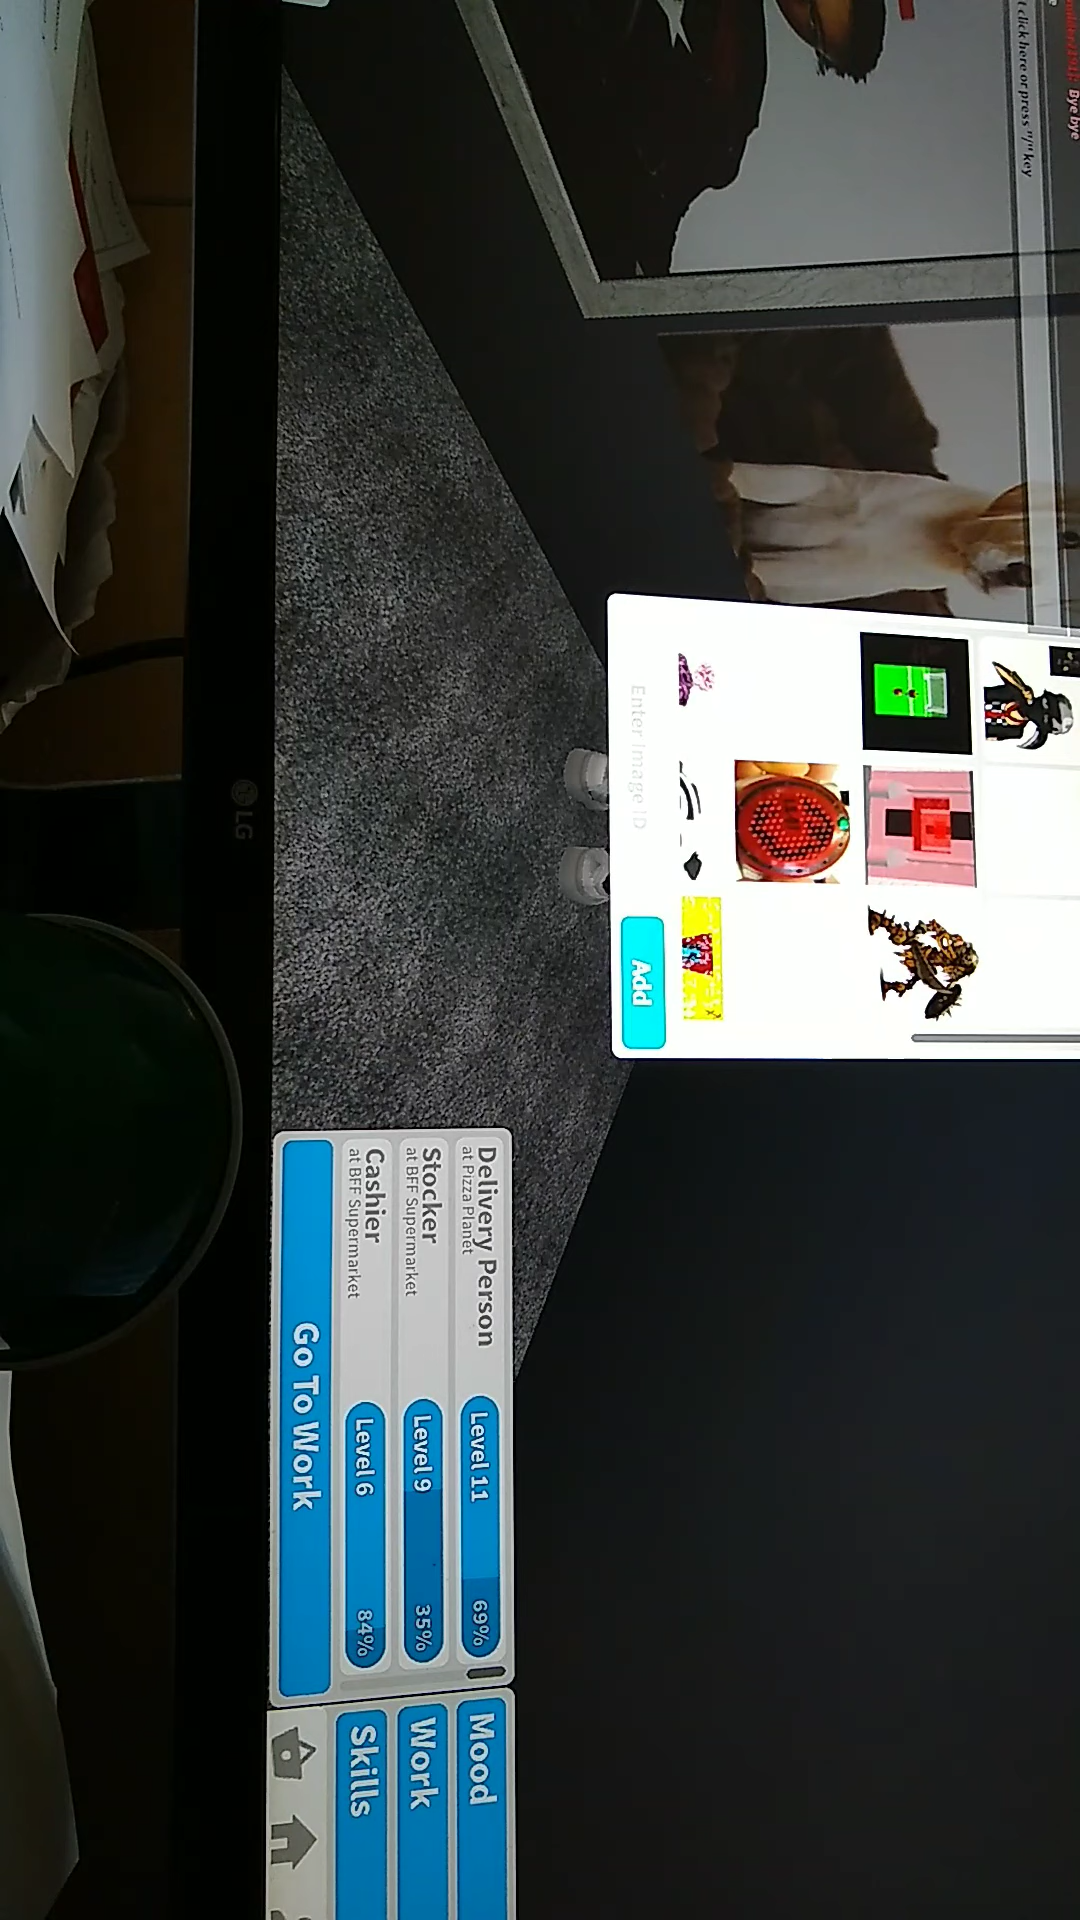 Bye bye
t click here or press "/" key
Enter Image ID
Add
Delivery Person
at Pizza Planet
Level 11
69%
Stocker
at BFF Supermarket
Level 9
35%
Cashier
at BFF Supermarket
Level 6
84%
Go To Work
Mood
Work
Skills
LG